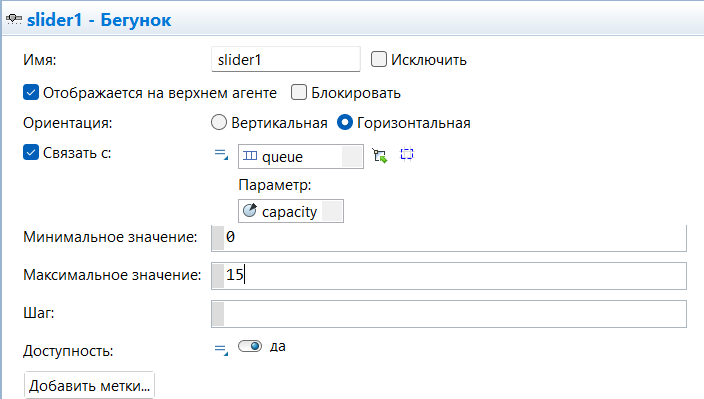 slider1 - Бегунок
Имя: slider1 Исключить
Отображается на верхнем агенте Блокировать
Ориентация: Вертикальная Горизонтальная
Связать с: queue
Параметр:
capacity
Минимальное значение: 0
Максимальное значение: 15
Шаг:
Доступность: да
Добавить метки...